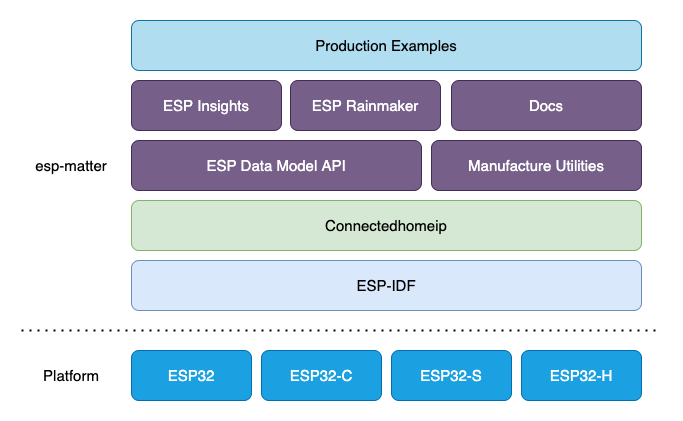 Production Examples
ESP Insights
ESP Rainmaker
Docs
esp-matter
ESP Data Model API
Manufacture Utilities
Connectedhomeip
ESP-IDF
Platform
ESP32
ESP32-C
ESP32-S
ESP32-H